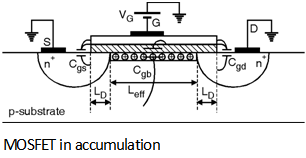 V_G
S G D
n+ C_gs C_gd n+
C_gb
L_D L_eff L_D
p-substrate
MOSFET in accumulation